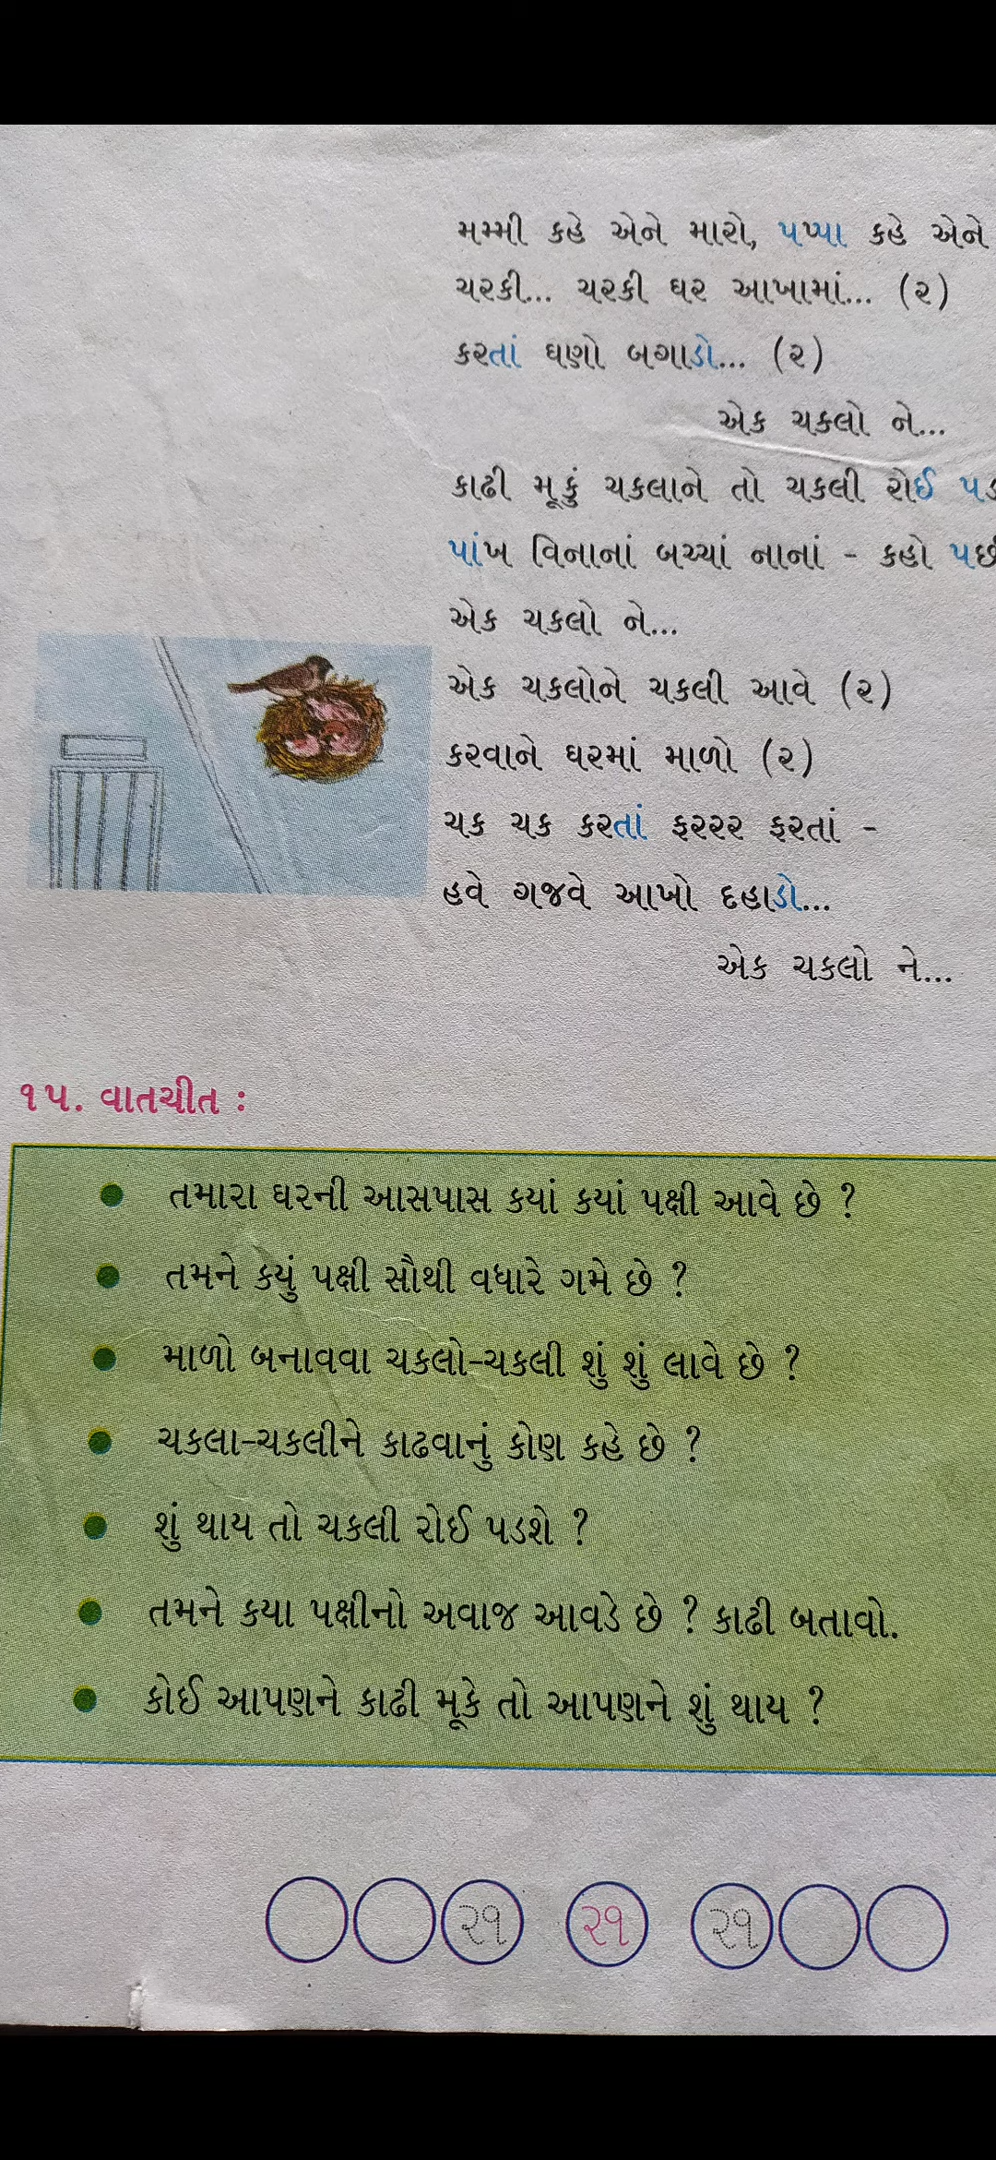 મમ્મી કહે એને મારો, પપ્પા કહે એને
ચરકી... ચરકી ઘર આખામાં... (૨)
કરતાં ઘણો બગાડો... (૨)
એક ચકલો ને...
કાઢી મૂકું ચકલાને તો ચકલી રોઈ
પાંખ વિનાનાં બચ્ચાં નાનાં - કહો
એક ચકલો ને...
એક ચકલોને ચકલી આવે (૨)
કરવાને ઘરમાં માળો (૨)
ચક ચક કરતાં ફરરરર ફરતાં -
હવે ગજવે આખો દહાડો...
એક ચકલો ને...
૧૫. વાતચીત :
તમારા ઘરની આસપાસ કયાં કયાં પક્ષી આવે છે ?
તમને કયું પક્ષી સૌથી વધારે ગમે છે ?
માળો બનાવવા ચકલો-ચકલી શું શું લાવે છે ?
ચકલા-ચકલીને કાઢવાનું કોણ કહે છે ?
શું થાય તો ચકલી રોઈ પડશે ?
તમને કયા પક્ષીનો અવાજ આવડે છે ? કાઢી બતાવો.
કોઈ આપણને કાઢી મૂકે તો આપણને શું થાય ?
૨૧ ૨૧ ૨૧